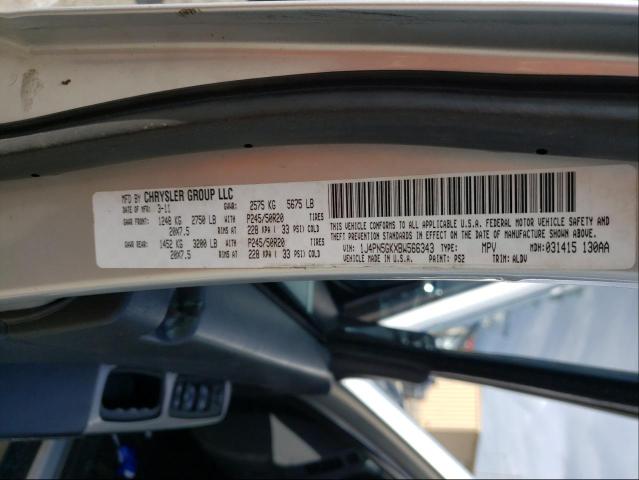 MFD BY CHRYSLER GROUP LLC
DATE OF MFR: 3-11 GVWR: 2575 KG 5675 LB
GAWR FRONT: 1248 KG 2750 LB WITH P245/50R20 TIRES
20X7.5 RIMS AT 228 KPA ( 33 PSI) COLD
GAWR REAR: 1452 KG 3200 LB WITH P245/50R20 TIRES
20X7.5 RIMS AT 228 KPA ( 33 PSI) COLD
THIS VEHICLE CONFORMS TO ALL APPLICABLE U.S.A. FEDERAL MOTOR VEHICLE SAFETY AND
THEFT PREVENTION STANDARDS IN EFFECT ON THE DATE OF MANUFACTURE SHOWN ABOVE.
VIN: 1J4PN5GKXBW566343 TYPE: MPV MDH: 031415 130AA
VEHICLE MADE IN U.S.A. PAINT: PS2 TRIM: ALDV